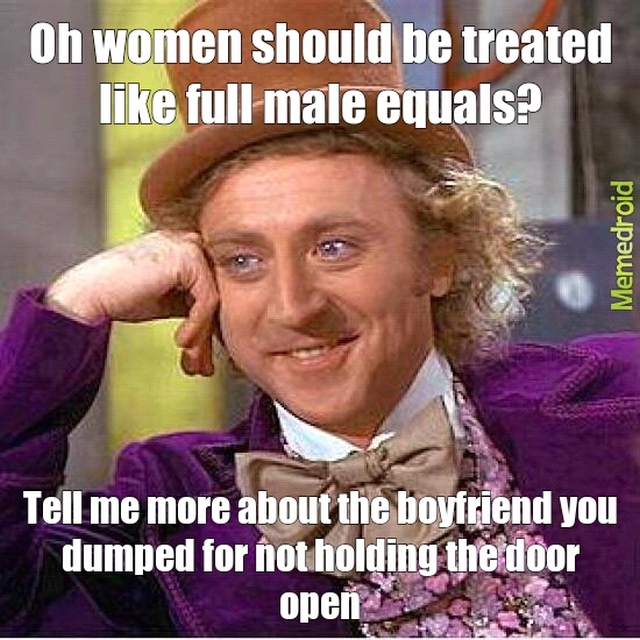 Oh women should be treated
like full male equals?
Memedroid
Tell me more about the boyfriend you
dumped for not holding the door
open